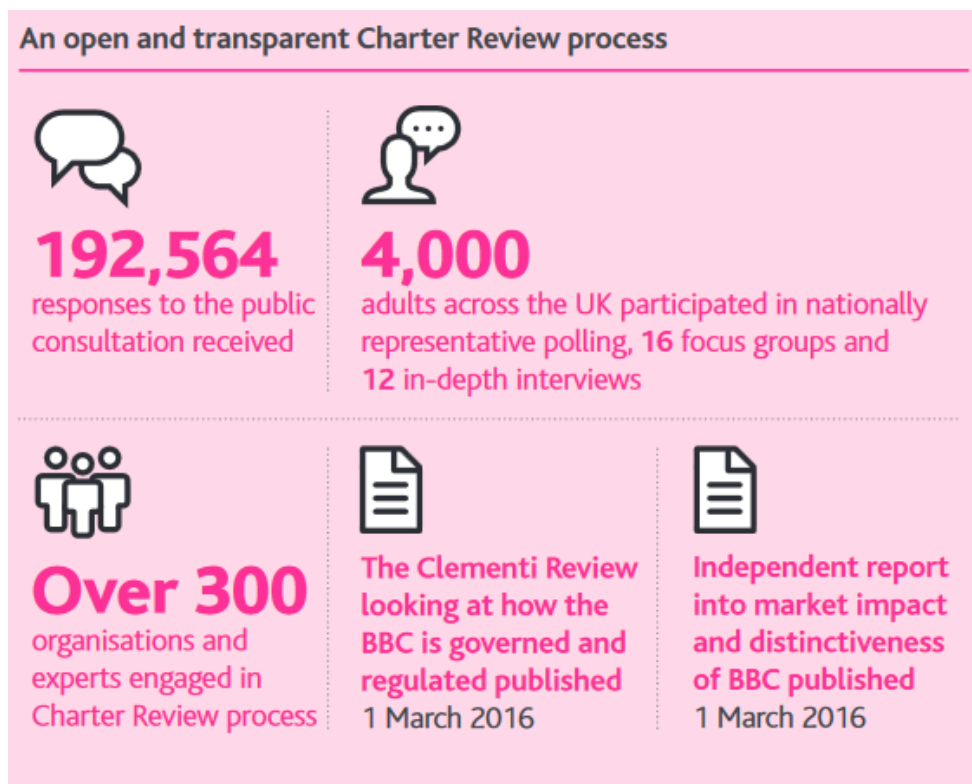 An open and transparent Charter Review process
192,564
responses to the public
consultation received
4,000
adults across the UK participated in nationally
representative polling, 16 focus groups and
12 in-depth interviews
Over 300
organisations and
experts engaged in
Charter Review process
The Clementi Review
looking at how the
BBC is governed and
regulated published
1 March 2016
Independent report
into market impact
and distinctiveness
of BBC published
1 March 2016